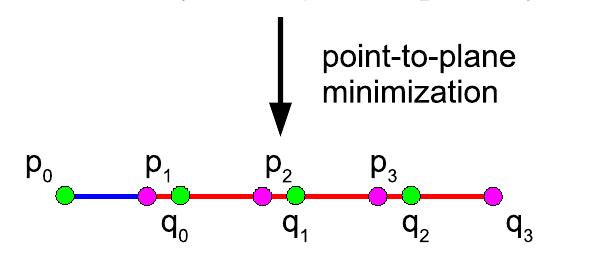 point-to-plane
minimization
p₀ p₁ p₂ p₃
q₀ q₁ q₂ q₃